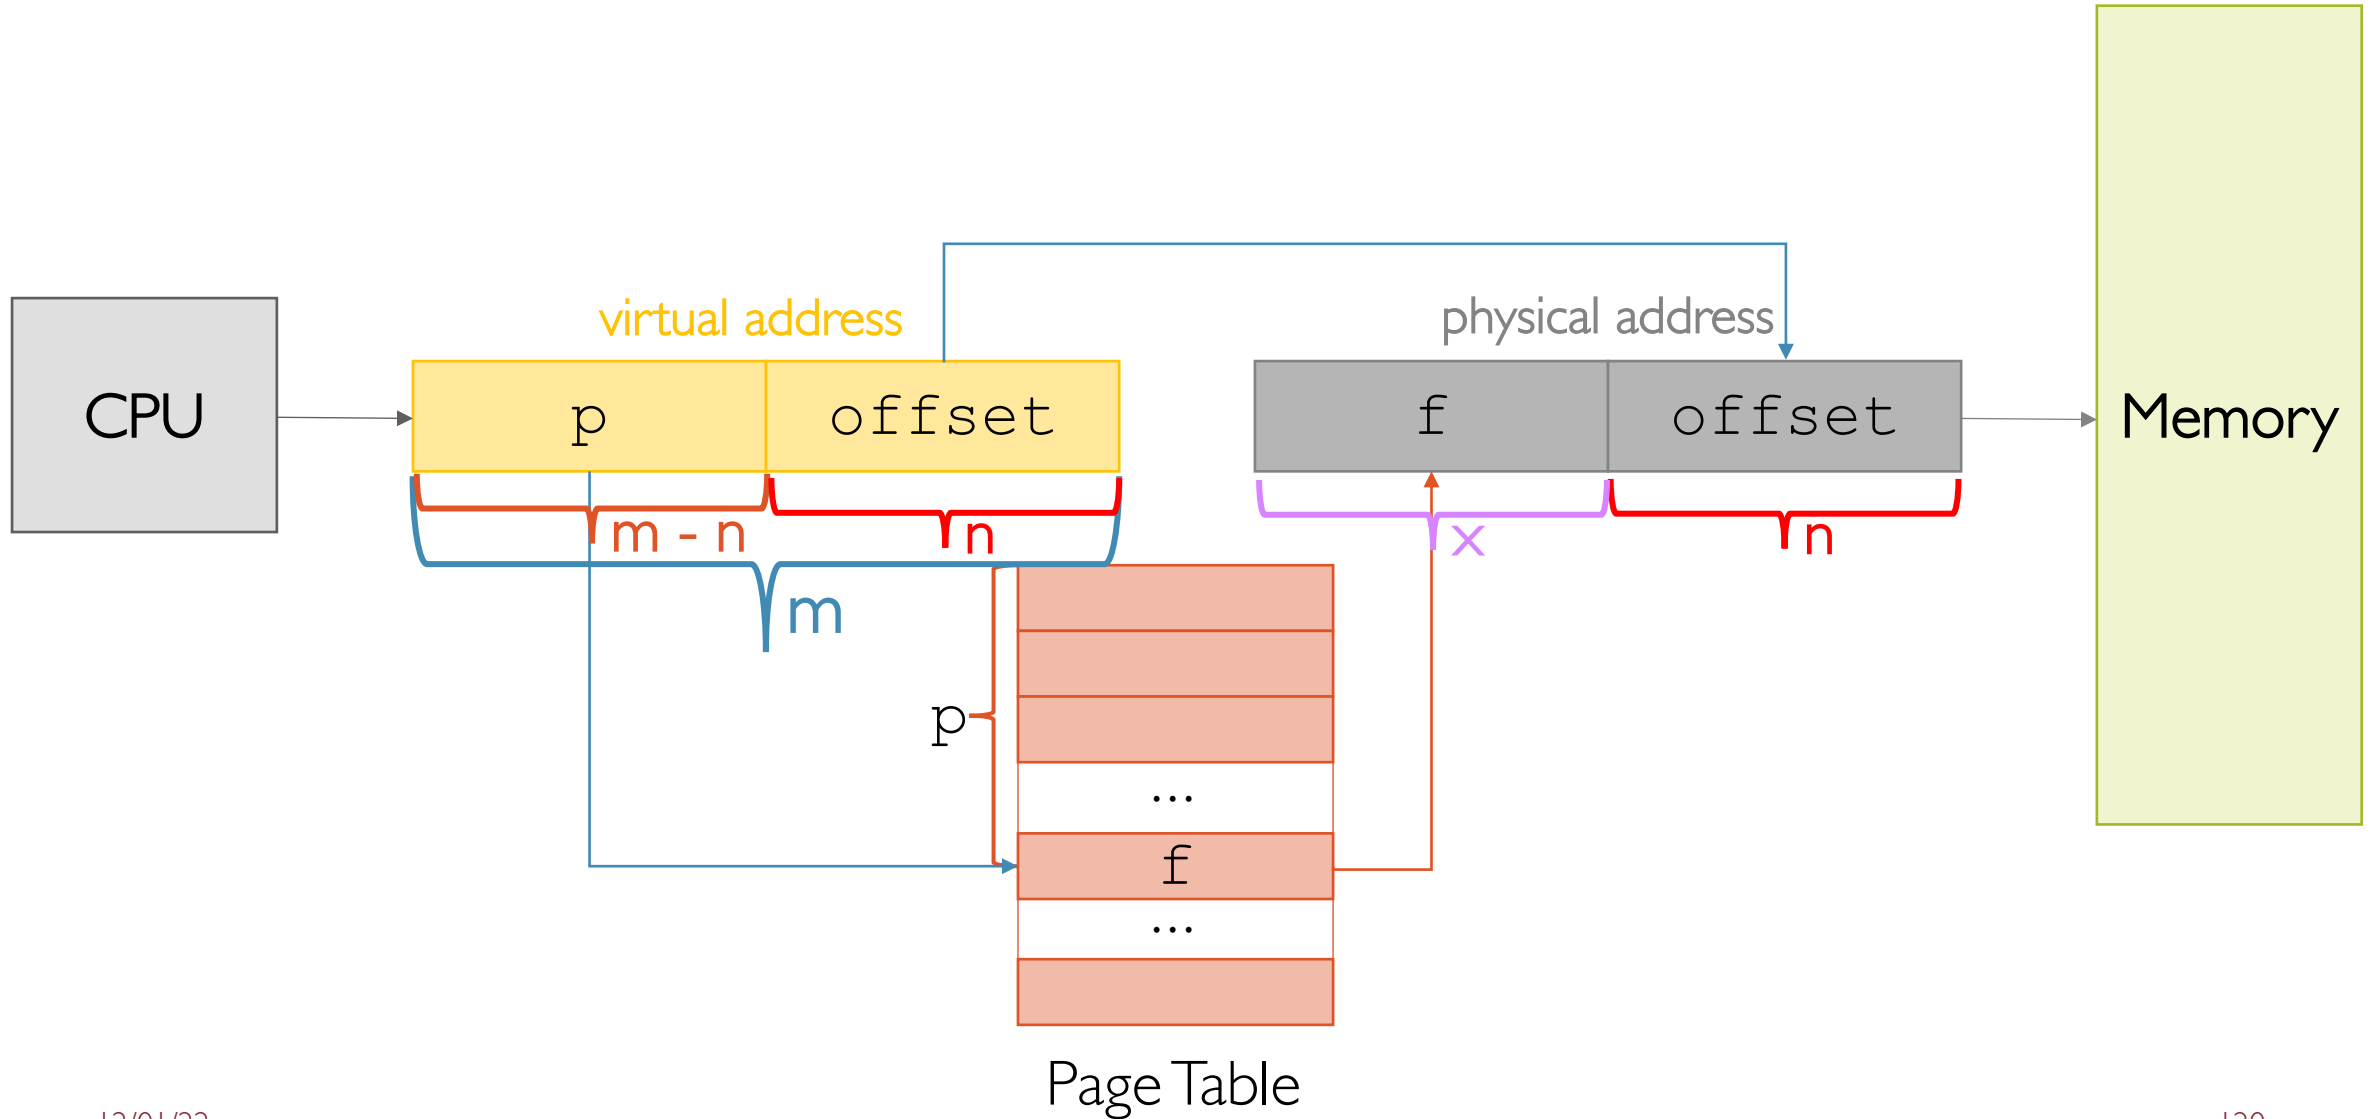 virtual address
physical address
CPU
p
offset
f
offset
Memory
m - n
n
x
n
m
p
...
f
...
Page Table